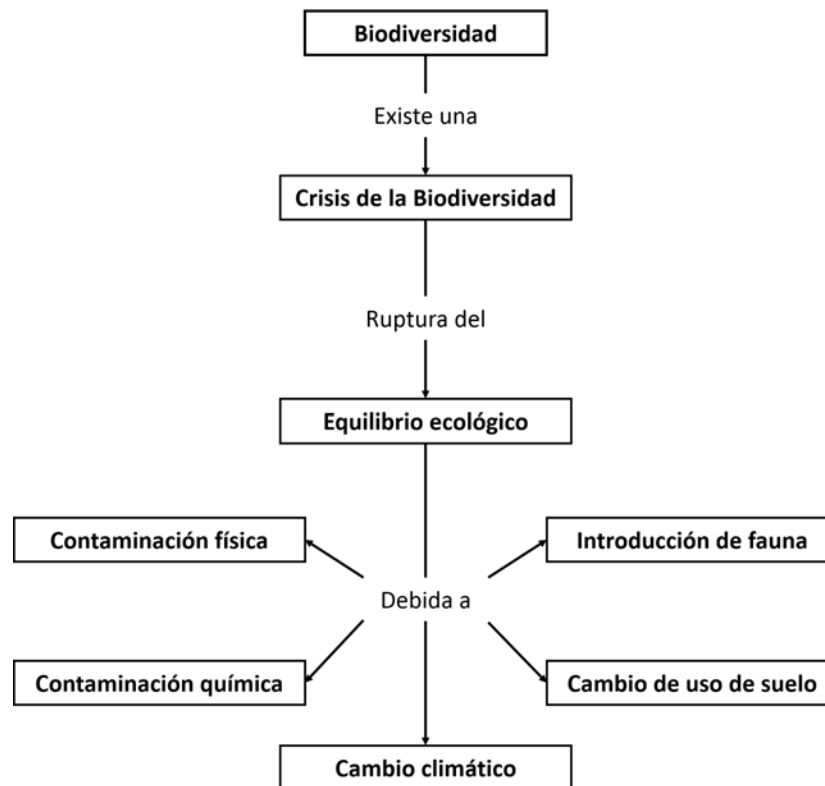 Biodiversidad
Existe una
Crisis de la Biodiversidad
Ruptura del
Equilibrio ecológico
Contaminación física
Introducción de fauna
Debida a
Contaminación química
Cambio de uso de suelo
Cambio climático